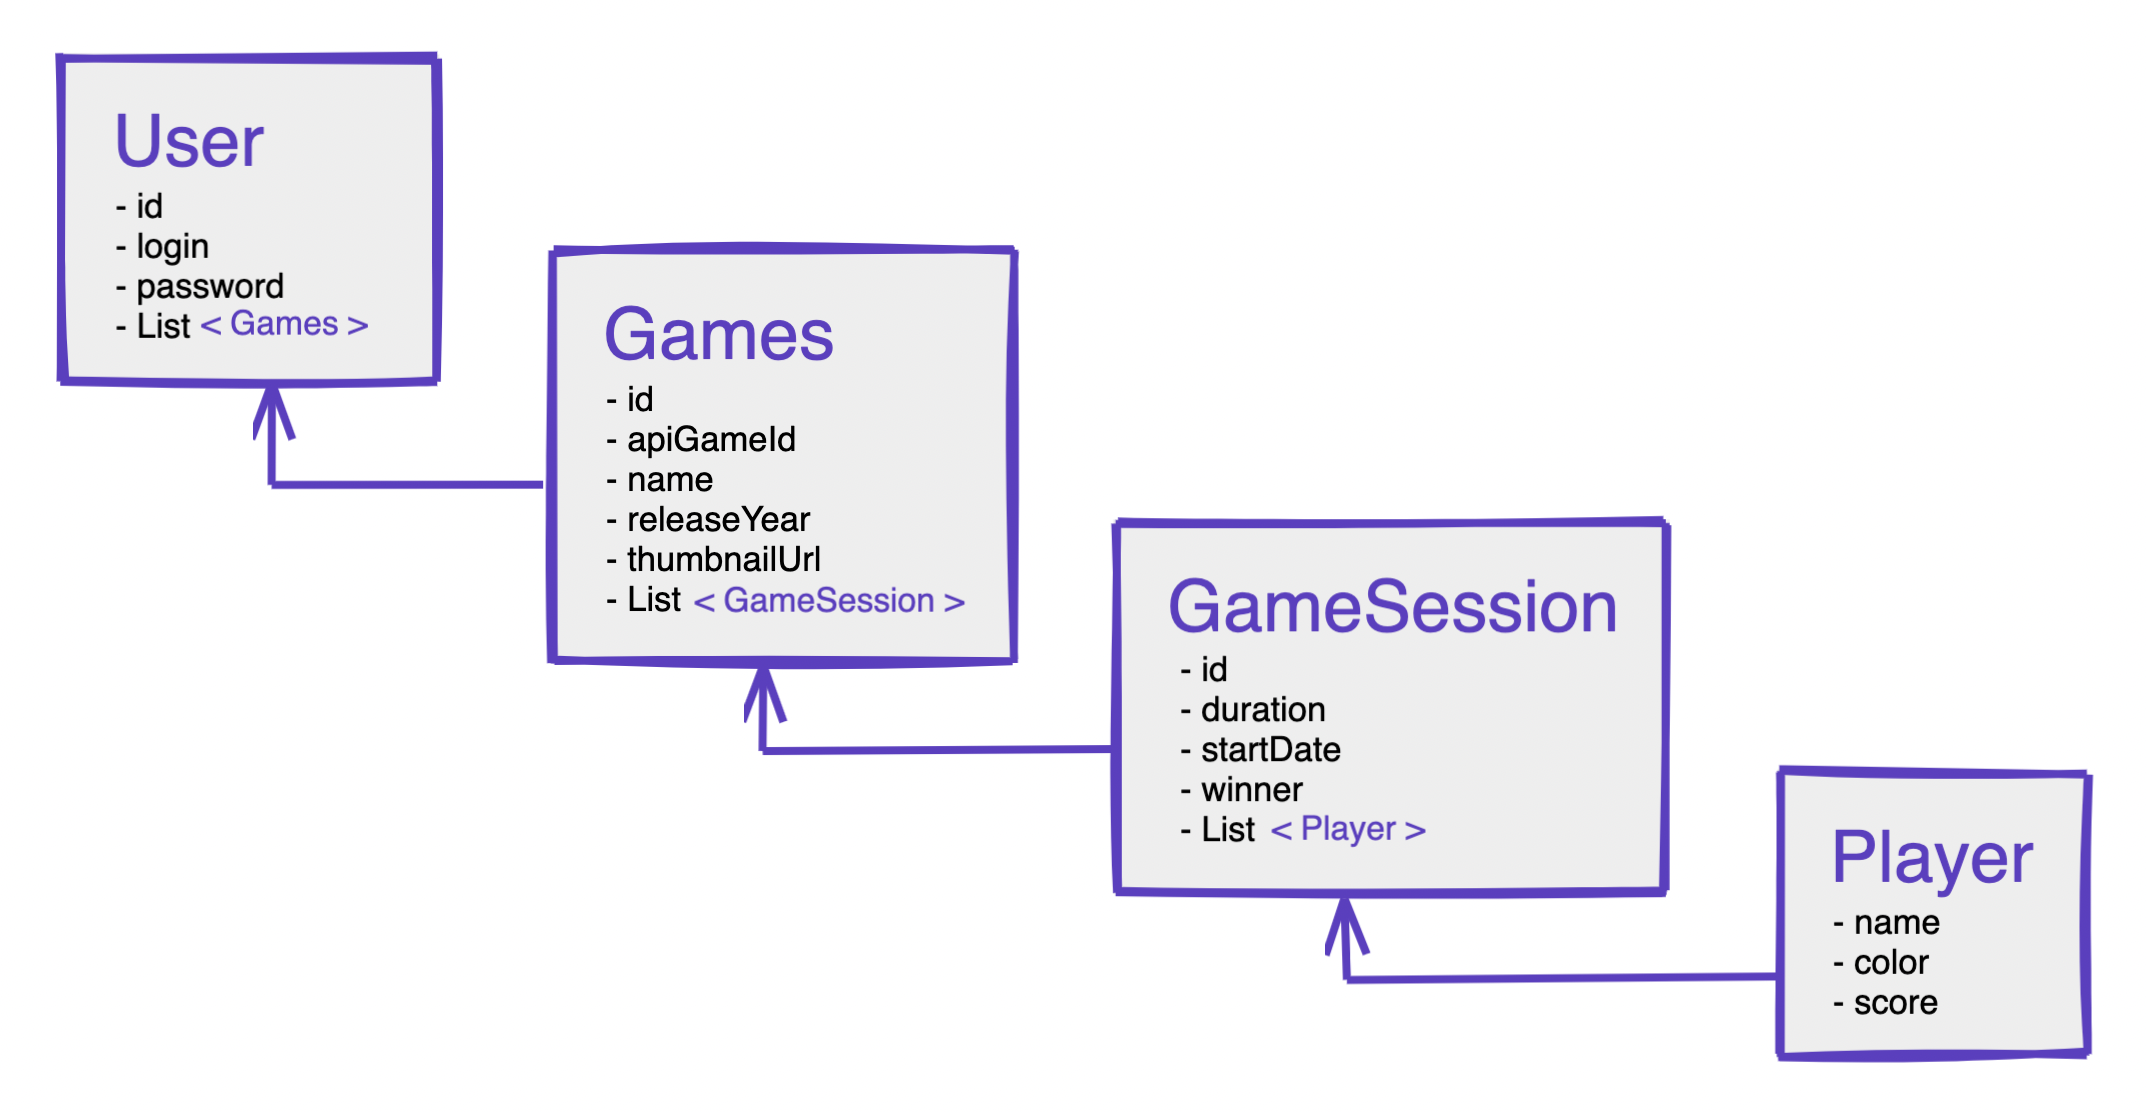 User
- id
- login
- password
- List < Games >
Games
- id
- apiGameId
- name
- releaseYear
- thumbnailUrl
- List < GameSession >
GameSession
- id
- duration
- startDate
- winner
- List < Player >
Player
- name
- color
- score